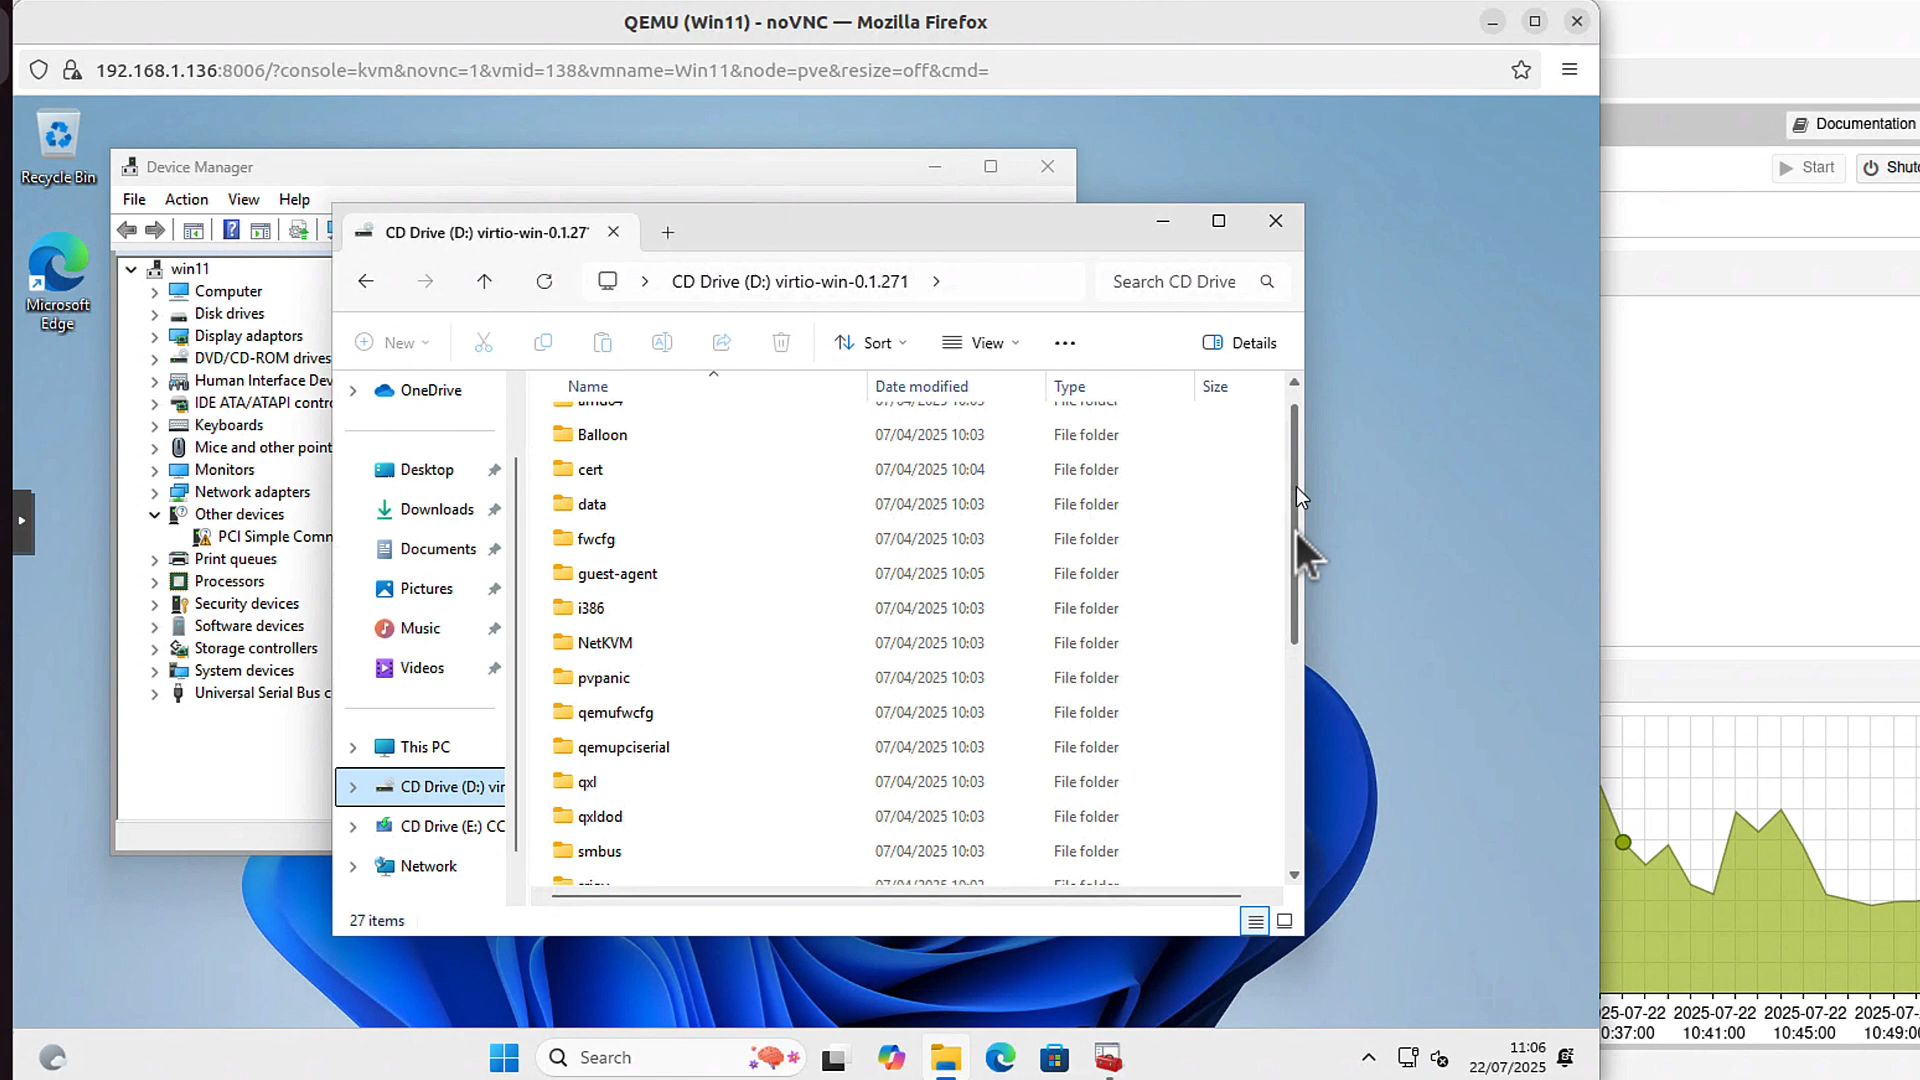 QEMU (Win11) - noVNC — Mozilla Firefox
192.168.1.136:8006/?console=kvm&novnc=1&vmid=138&vmname=Win11&node=pve&resize=off&cmd=
Documentation
Start
Shut
Recycle Bin
Microsoft
Edge
Device Manager
File Action View Help
win11
Computer
Disk drives
Display adaptors
DVD/CD-ROM drives
Human Interface Dev
IDE ATA/ATAPI contr
Keyboards
Mice and other point
Monitors
Network adapters
Other devices
PCI Simple Comm
Print queues
Processors
Security devices
Software devices
Storage controllers
System devices
Universal Serial Bus c
CD Drive (D:) virtio-win-0.1.27
CD Drive (D:) virtio-win-0.1.271
Search CD Drive
New
Sort
View
Details
OneDrive
Desktop
Downloads
Documents
Pictures
Music
Videos
This PC
CD Drive (D:) vir
CD Drive (E:) CC
Network
Name Date modified Type Size
Balloon 07/04/2025 10:03 File folder
cert 07/04/2025 10:04 File folder
data 07/04/2025 10:03 File folder
fwcfg 07/04/2025 10:03 File folder
guest-agent 07/04/2025 10:05 File folder
i386 07/04/2025 10:03 File folder
NetKVM 07/04/2025 10:03 File folder
pvpanic 07/04/2025 10:03 File folder
qemufwcfg 07/04/2025 10:03 File folder
qemupciserial 07/04/2025 10:03 File folder
qxl 07/04/2025 10:03 File folder
qxldod 07/04/2025 10:03 File folder
smbus 07/04/2025 10:03 File folder
27 items
25-07-22 2025-07-22 2025-07-22 2025-07-
0:37:00 10:41:00 10:45:00 10:49:0
Search
11:06
22/07/2025